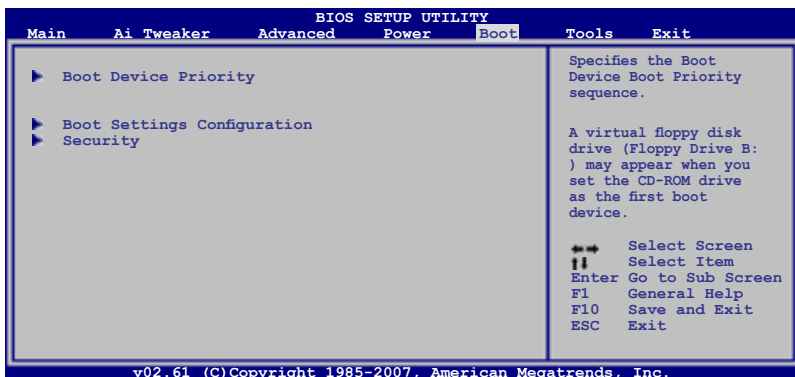 BIOS SETUP UTILITY
Main Ai Tweaker Advanced Power Boot Tools Exit
Boot Device Priority
Boot Settings Configuration
Security
Specifies the Boot
Device Boot Priority
sequence.
A virtual floppy disk
drive (Floppy Drive B:
) may appear when you
set the CD-ROM drive
as the first boot
device.
Select Screen
Select Item
Enter Go to Sub Screen
F1 General Help
F10 Save and Exit
ESC Exit
v02.61 (C)Copyright 1985-2007, American Megatrends, Inc.